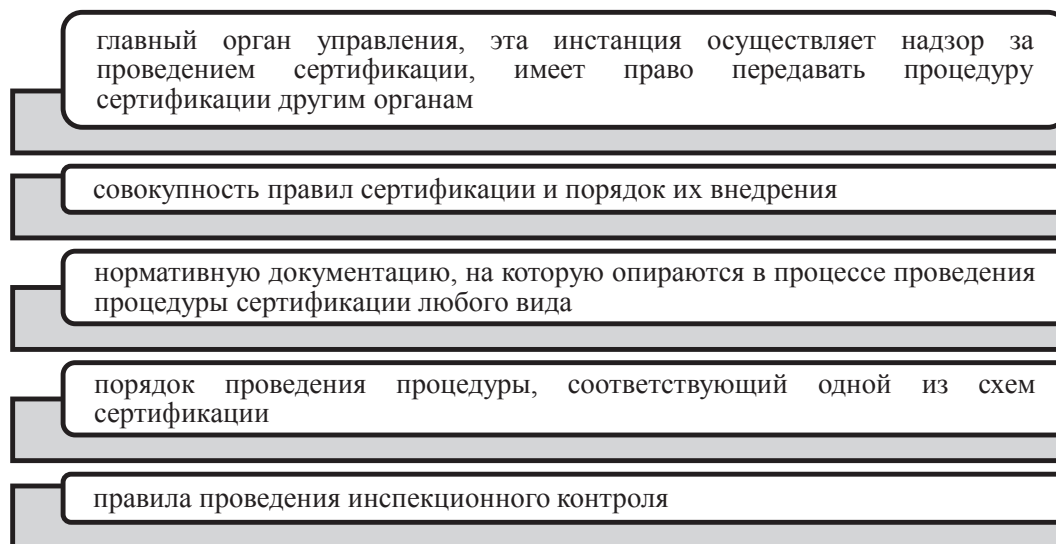 главный орган управления, эта инстанция осуществляет надзор за
проведением сертификации, имеет право передавать процедуру
сертификации другим органам
совокупность правил сертификации и порядок их внедрения
нормативную документацию, на которую опираются в процессе проведения
процедуры сертификации любого вида
порядок проведения процедуры, соответствующий одной из схем
сертификации
правила проведения инспекционного контроля